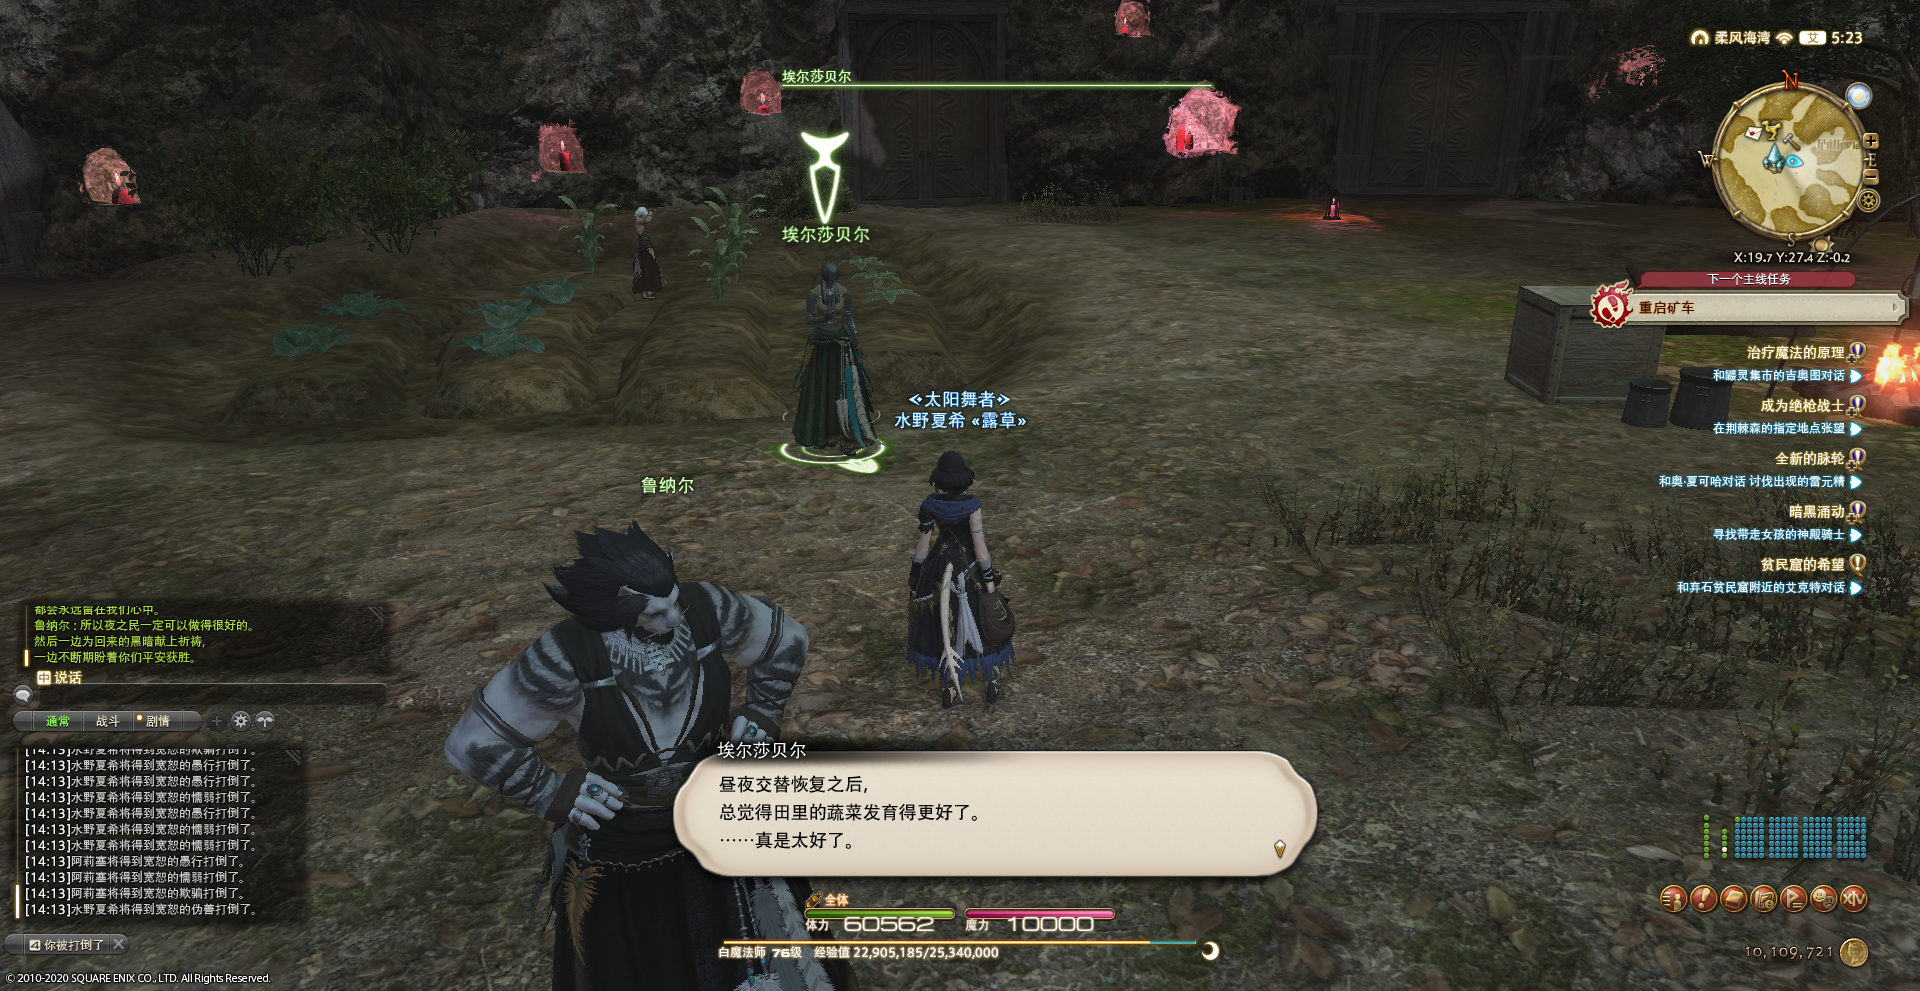 柔风海湾 艾 5:23
埃尔莎贝尔
N
W
E
S
X:19.7 Y:27.4 Z:-0.2
埃尔莎贝尔
下一个主线任务
重启矿车
治疗魔法的原理
和鼹灵集市的吉奥图对话
成为绝枪战士
在荆棘森的指定地点张望
全新的脉轮
和奥·夏可哈对话 讨伐出现的雷元精
暗黑涌动
寻找带走女孩的神殿骑士
贫民窟的希望
和弃石贫民窟附近的艾克特对话
太阳舞者
水野夏希 «露草»
鲁纳尔
都会永远留在我们心中。
鲁纳尔：所以夜之民一定可以做得很好的。
然后一边为回来的黑暗献上祈祷，
一边不断期盼着你们平安获胜。
说话
通常 战斗 剧情
[14:13]水野夏希将得到宽恕的欺骗打倒了。
[14:13]水野夏希将得到宽恕的愚行打倒了。
[14:13]水野夏希将得到宽恕的愚行打倒了。
[14:13]水野夏希将得到宽恕的懦弱打倒了。
[14:13]水野夏希将得到宽恕的愚行打倒了。
[14:13]水野夏希将得到宽恕的懦弱打倒了。
[14:13]水野夏希将得到宽恕的懦弱打倒了。
[14:13]阿莉塞将得到宽恕的愚行打倒了。
[14:13]阿莉塞将得到宽恕的懦弱打倒了。
[14:13]阿莉塞将得到宽恕的欺骗打倒了。
[14:13]水野夏希将得到宽恕的伪善打倒了。
4 你被打倒了
埃尔莎贝尔
昼夜交替恢复之后，
总觉得田里的蔬菜发育得更好了。
……真是太好了。
全体
体力 60562 魔力 10000
白魔法师 76级 经验值 22,905,185/25,340,000
XIV
10,109,721
© 2010-2020 SQUARE ENIX CO., LTD. All Rights Reserved.